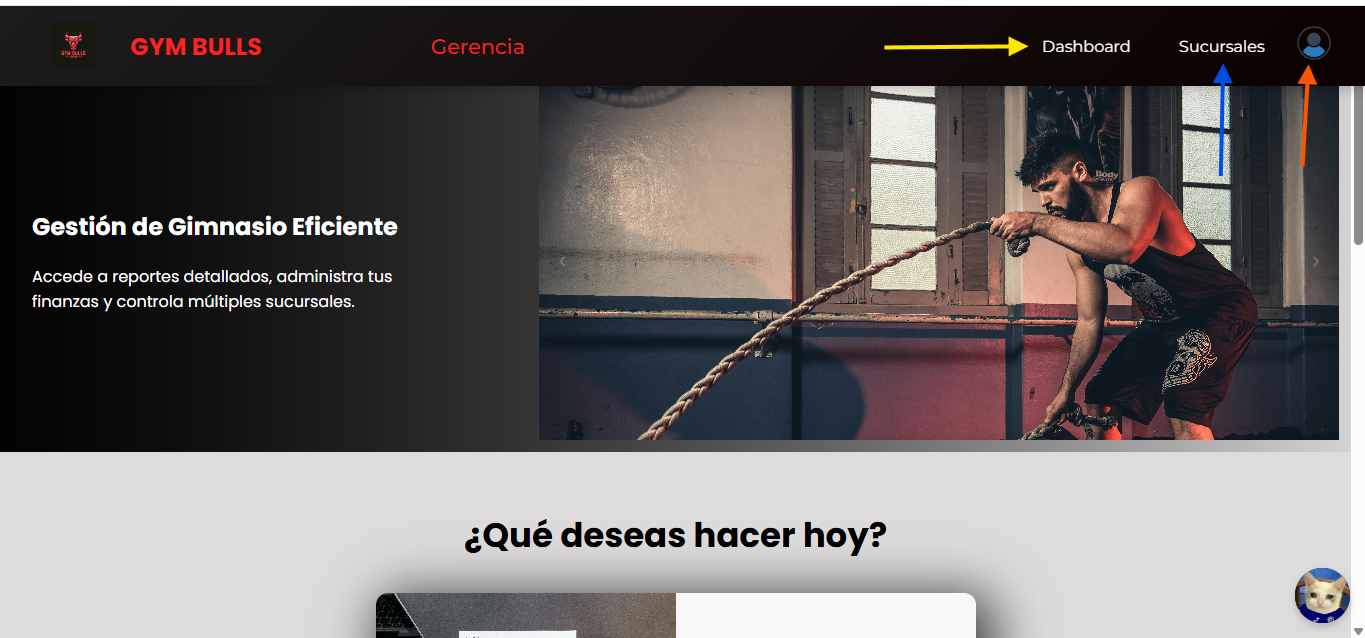 GYM BULLS
GYM BULLS
Gerencia
Dashboard
Sucursales
Body
Gestión de Gimnasio Eficiente
Accede a reportes detallados, administra tus
finanzas y controla múltiples sucursales.
¿Qué deseas hacer hoy?